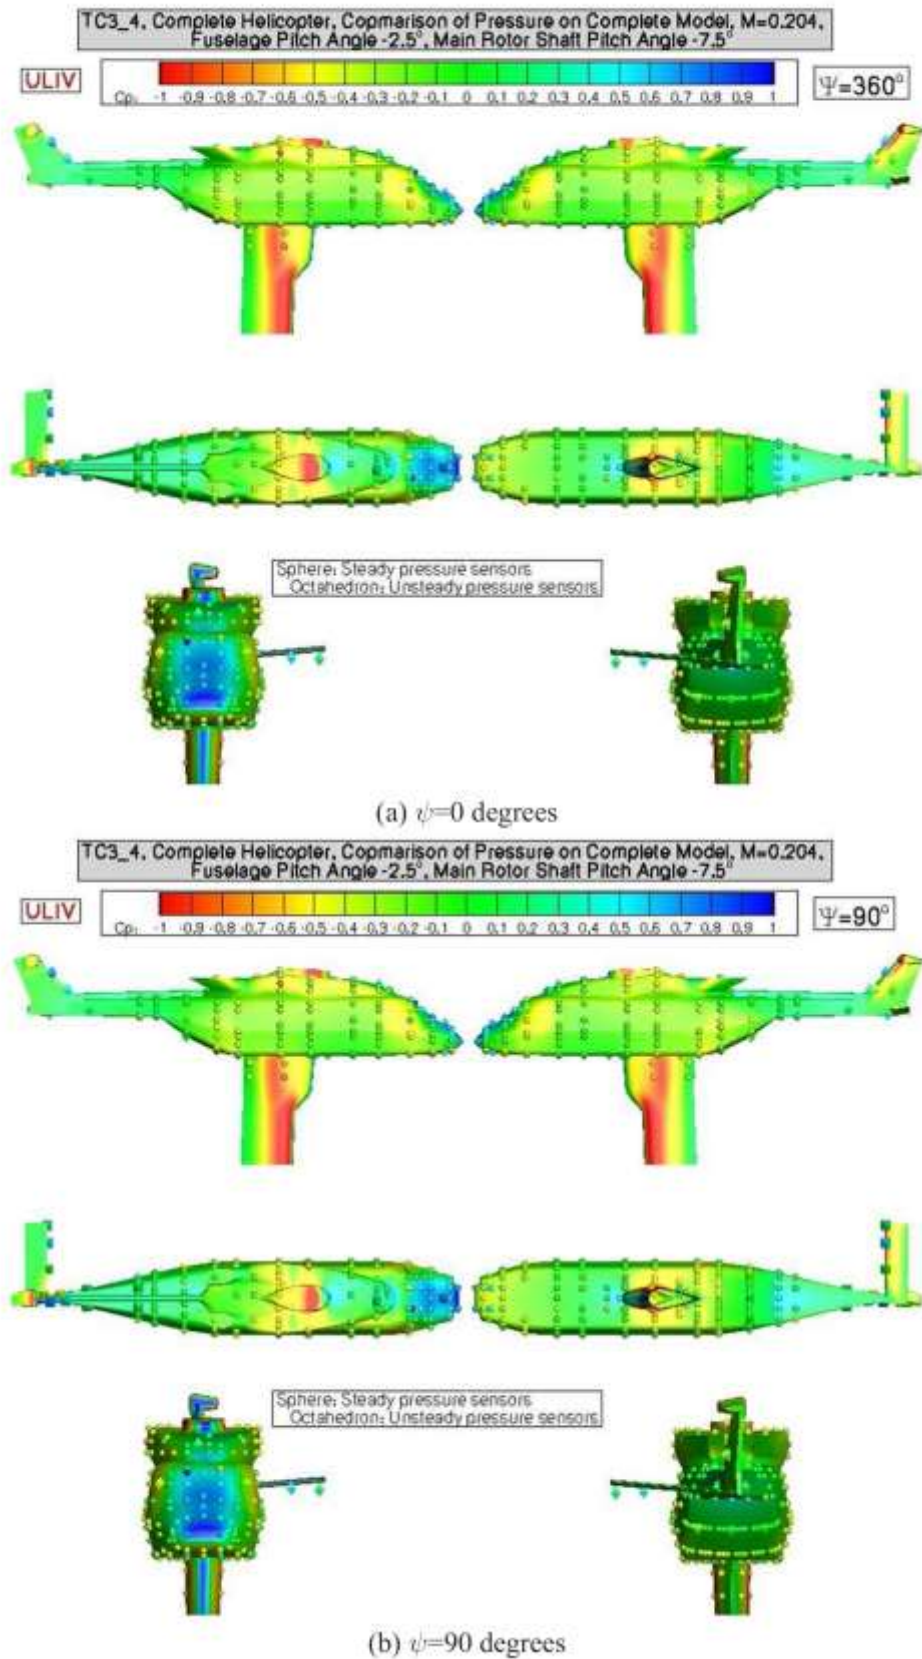 TC3_4, Complete Helicopter, Copmarison of Pressure on Complete Model, M=0.204,
Fuselage Pitch Angle -2.5°, Main Rotor Shaft Pitch Angle -7.5°
ULIV
Cp: -1 -0.9 -0.8 -0.7 -0.6 -0.5 -0.4 -0.3 -0.2 -0.1 0 0.1 0.2 0.3 0.4 0.5 0.6 0.7 0.8 0.9 1
Ψ=360°
Sphere: Steady pressure sensors
Octahedron: Unsteady pressure sensors
(a) ψ=0 degrees
TC3_4, Complete Helicopter, Copmarison of Pressure on Complete Model, M=0.204,
Fuselage Pitch Angle -2.5°, Main Rotor Shaft Pitch Angle -7.5°
ULIV
Cp: -1 -0.9 -0.8 -0.7 -0.6 -0.5 -0.4 -0.3 -0.2 -0.1 0 0.1 0.2 0.3 0.4 0.5 0.6 0.7 0.8 0.9 1
Ψ=90°
Sphere: Steady pressure sensors
Octahedron: Unsteady pressure sensors
(b) ψ=90 degrees